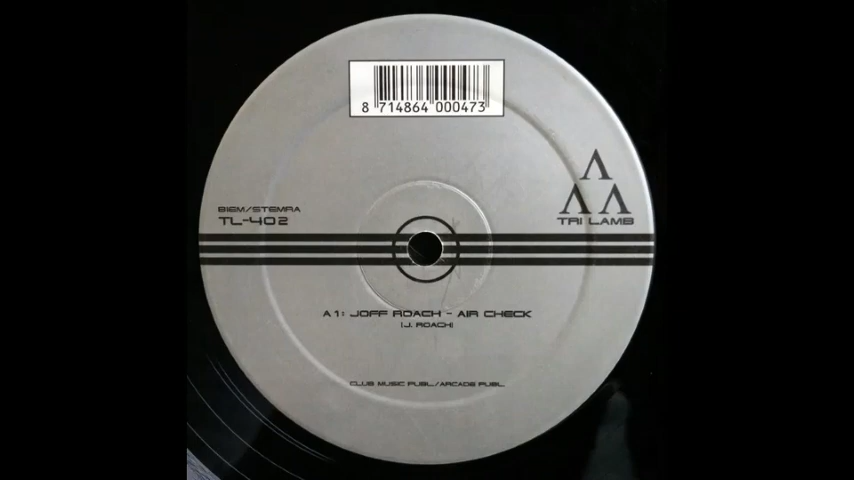 8 714864 000473
BIEM/STEMRA
TL-402
TRI LAMB
A1: JOFF ROACH - AIR CHECK
(J. ROACH)
CLUB MUSIC PUBL./ARCADE PUBL.